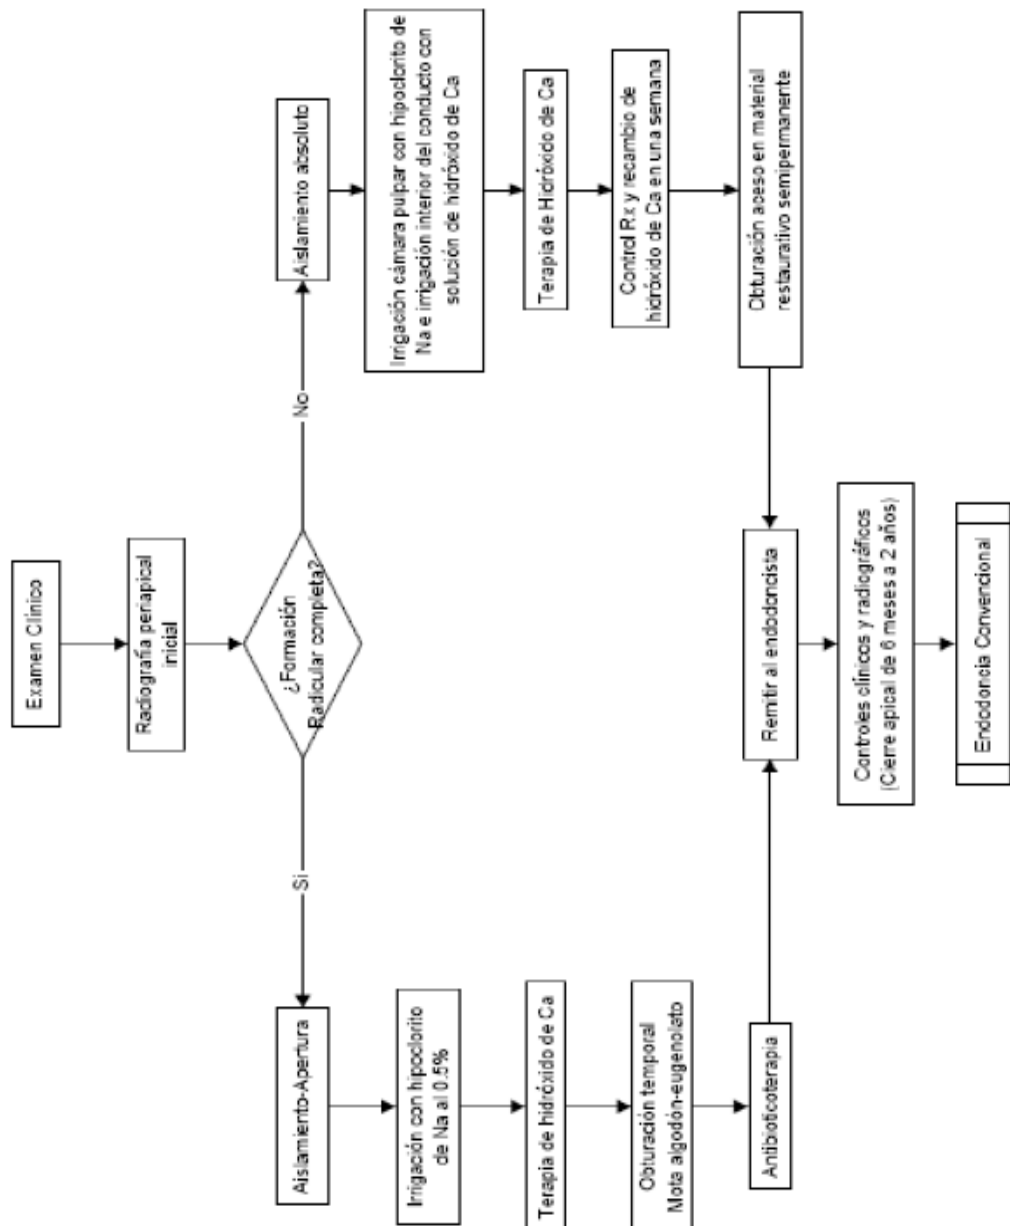 Examen Clínico
Radiografía periapical
inicial
¿Formación
Radicular completa?
Si
No
Aislamiento-Apertura
Irrigación con hipoclorito
de Na al 0.5%
Terapia de hidróxido de Ca
Obturación temporal
Mota algodón-eugenolato
Antibioticoterapia
Aislamiento absoluto
Irrigación cámara pulpar con hipoclorito de
Na e irrigación interior del conducto con
solución de hidróxido de Ca
Terapia de Hidróxido de Ca
Control Rx y recambio de
hidróxido de Ca en una semana
Obturación aceso en material
restaurativo semipermanente
Remitir al endodoncista
Controles clínicos y radiográficos
(Cierre apical de 6 meses a 2 años)
Endodoncia Convencional